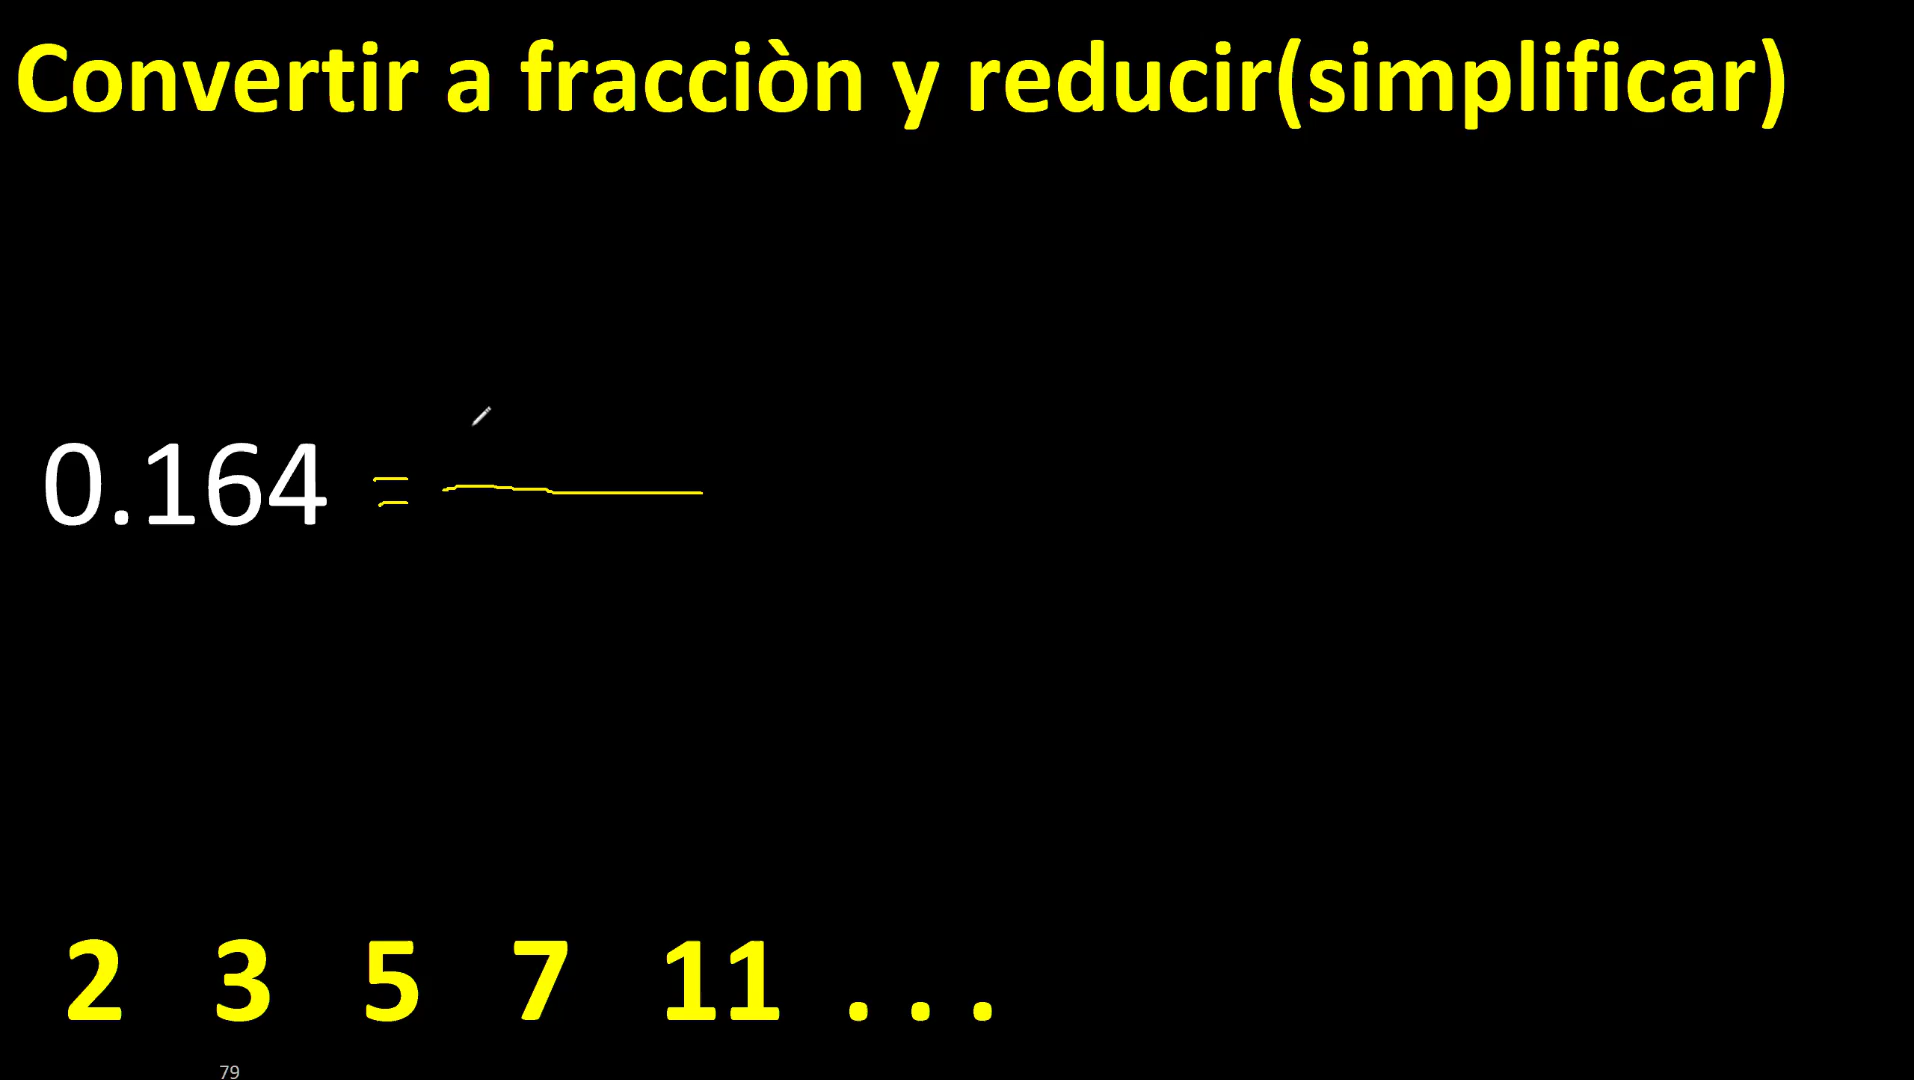 Convertir a fracciòn y reducir(simplificar)
0.164 =
2 3 5 7 11 . . .
79